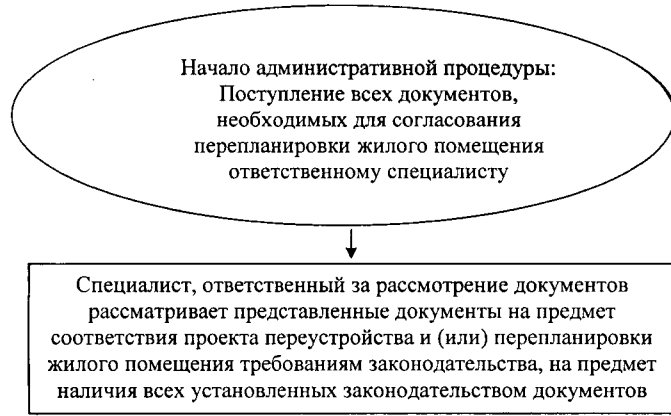 Начало административной процедуры:
Поступление всех документов,
необходимых для согласования
перепланировки жилого помещения
ответственному специалисту
Специалист, ответственный за рассмотрение документов
рассматривает представленные документы на предмет
соответствия проекта переустройства и (или) перепланировки
жилого помещения требованиям законодательства, на предмет
наличия всех установленных законодательством документов